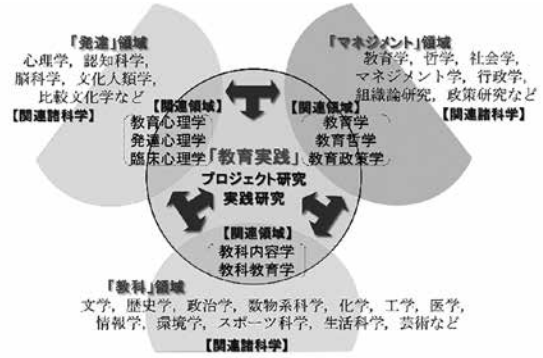 「発達」領域
心理学，認知科学，
脳科学，文化人類学，
比較文化学など
【関連諸科学】
「マネジメント」領域
教育学，哲学，社会学，
マネジメント学，行政学，
組織論研究，政策研究など
【関連諸科学】
【関連領域】
教育心理学
発達心理学
臨床心理学
【関連領域】
教育学
教育哲学
教育政策学
「教育実践」
プロジェクト研究
実践研究
【関連領域】
教科内容学
教科教育学
「教科」領域
文学，歴史学，政治学，数物系科学，化学，工学，医学，
情報学，環境学，スポーツ科学，生活科学，芸術など
【関連諸科学】